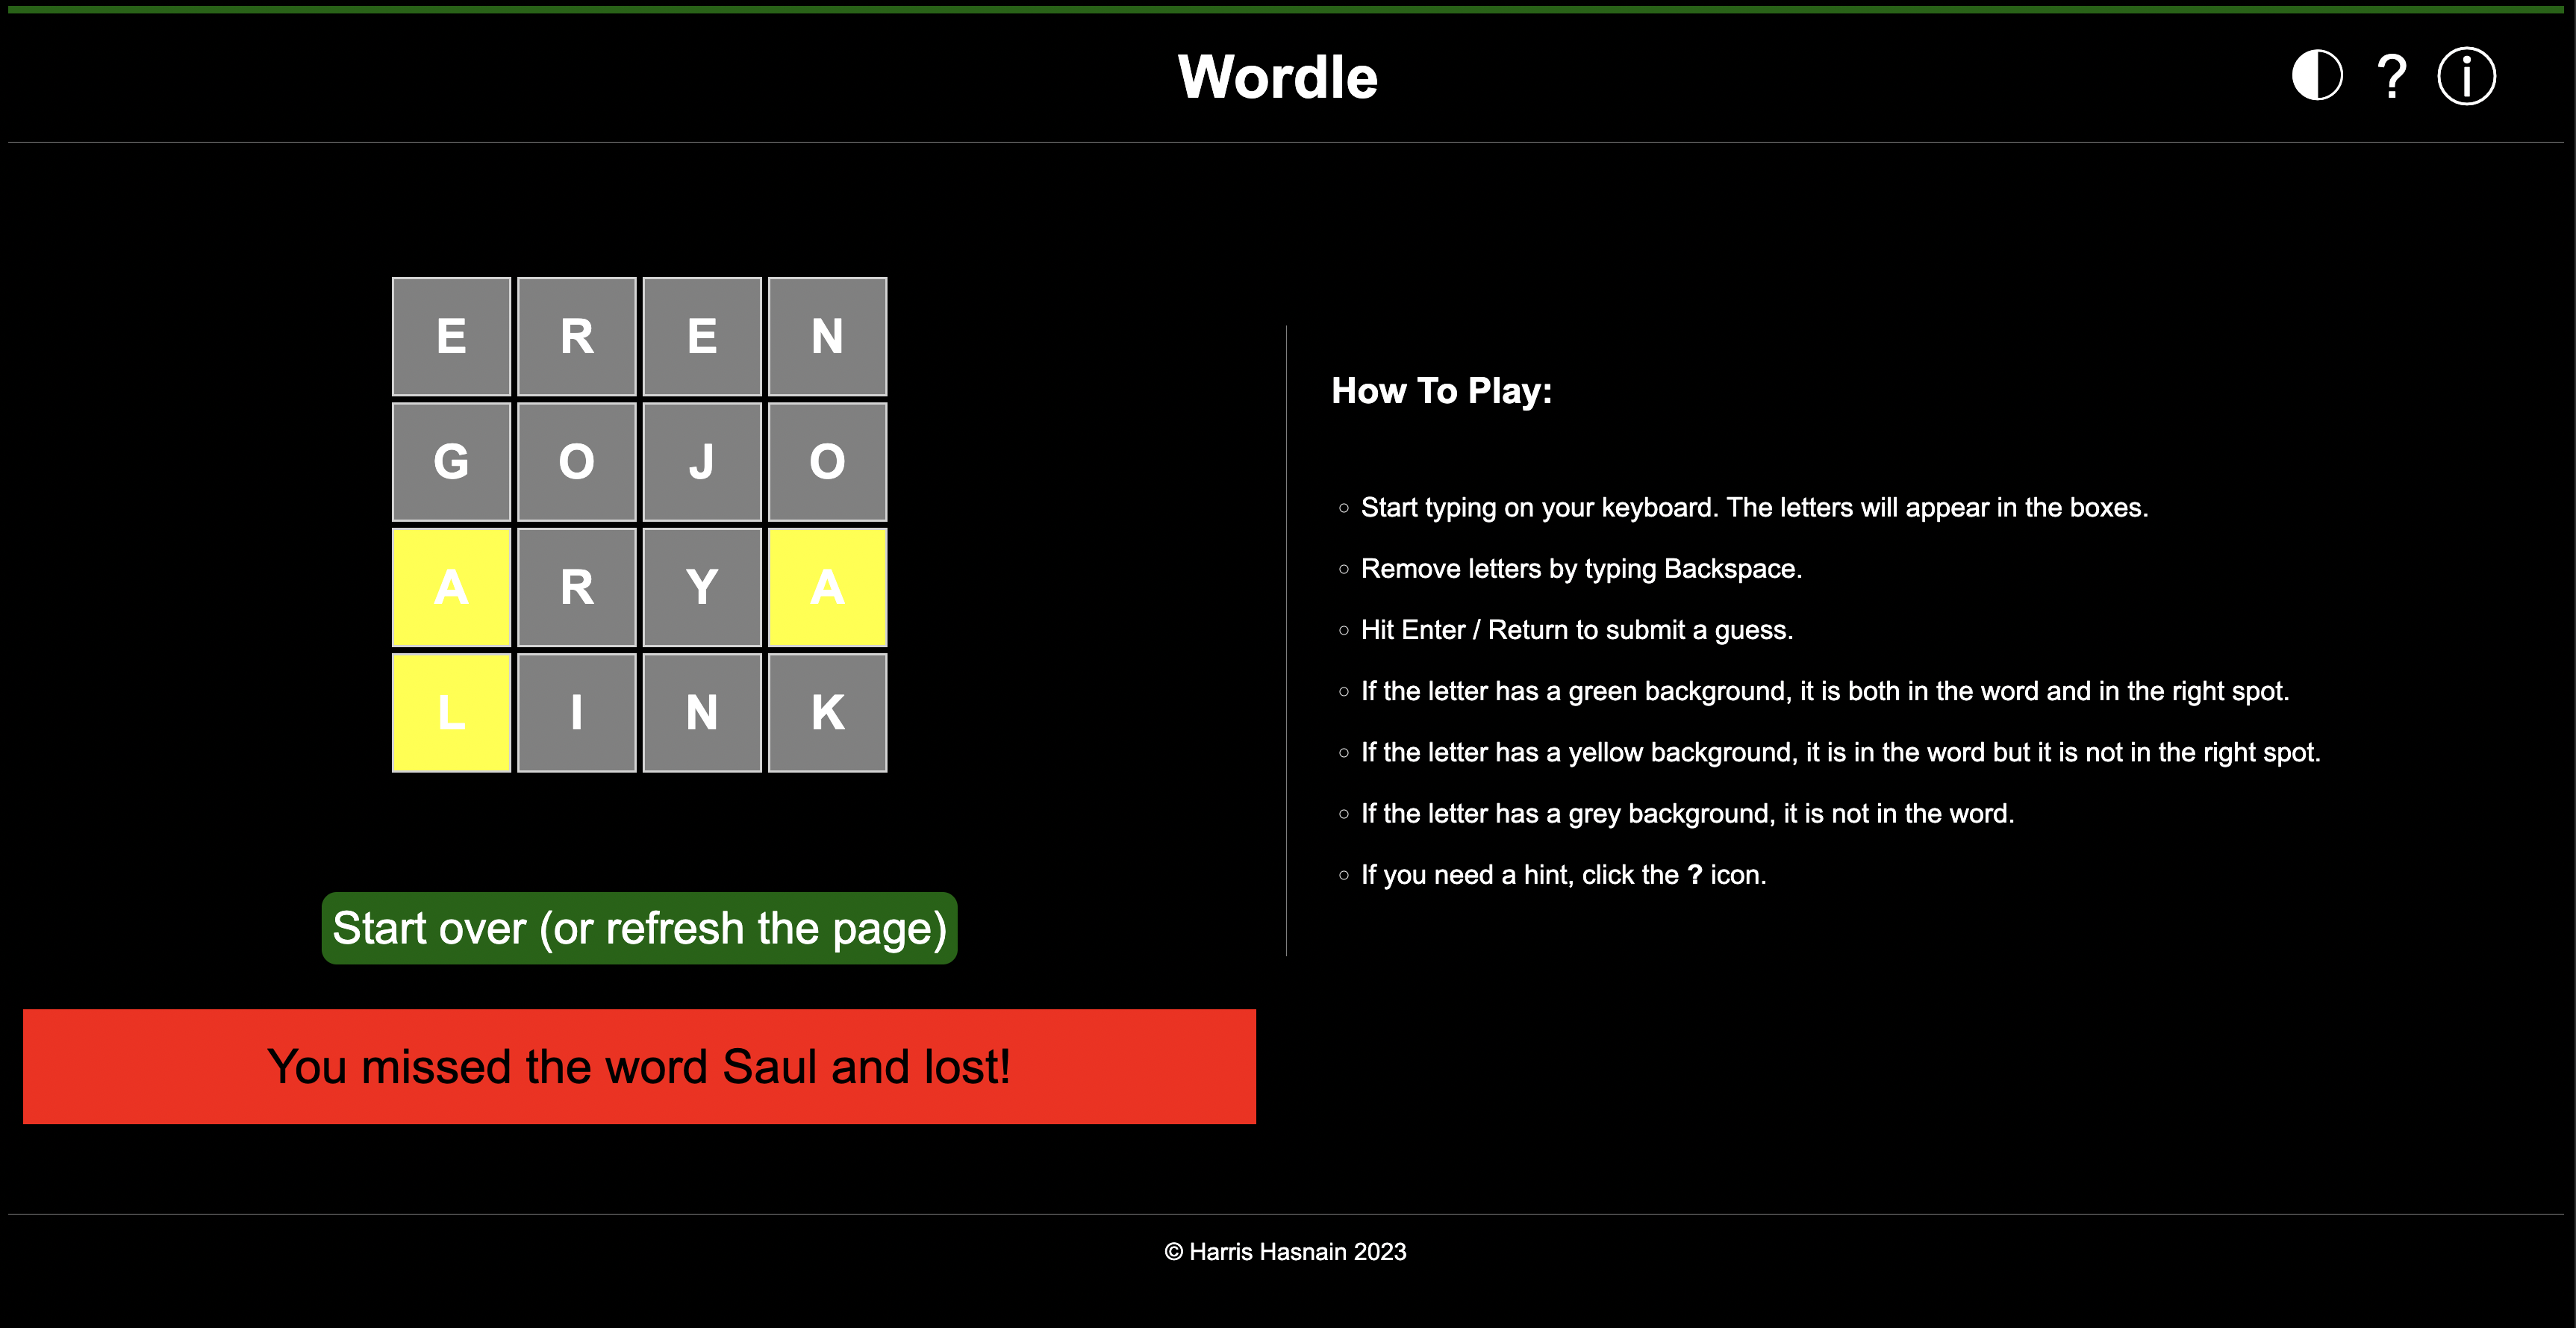 Wordle
?
i
E R E N
G O J O
A R Y A
L I N K
Start over (or refresh the page)
You missed the word Saul and lost!
How To Play:
Start typing on your keyboard. The letters will appear in the boxes.
Remove letters by typing Backspace.
Hit Enter / Return to submit a guess.
If the letter has a green background, it is both in the word and in the right spot.
If the letter has a yellow background, it is in the word but it is not in the right spot.
If the letter has a grey background, it is not in the word.
If you need a hint, click the ? icon.
© Harris Hasnain 2023